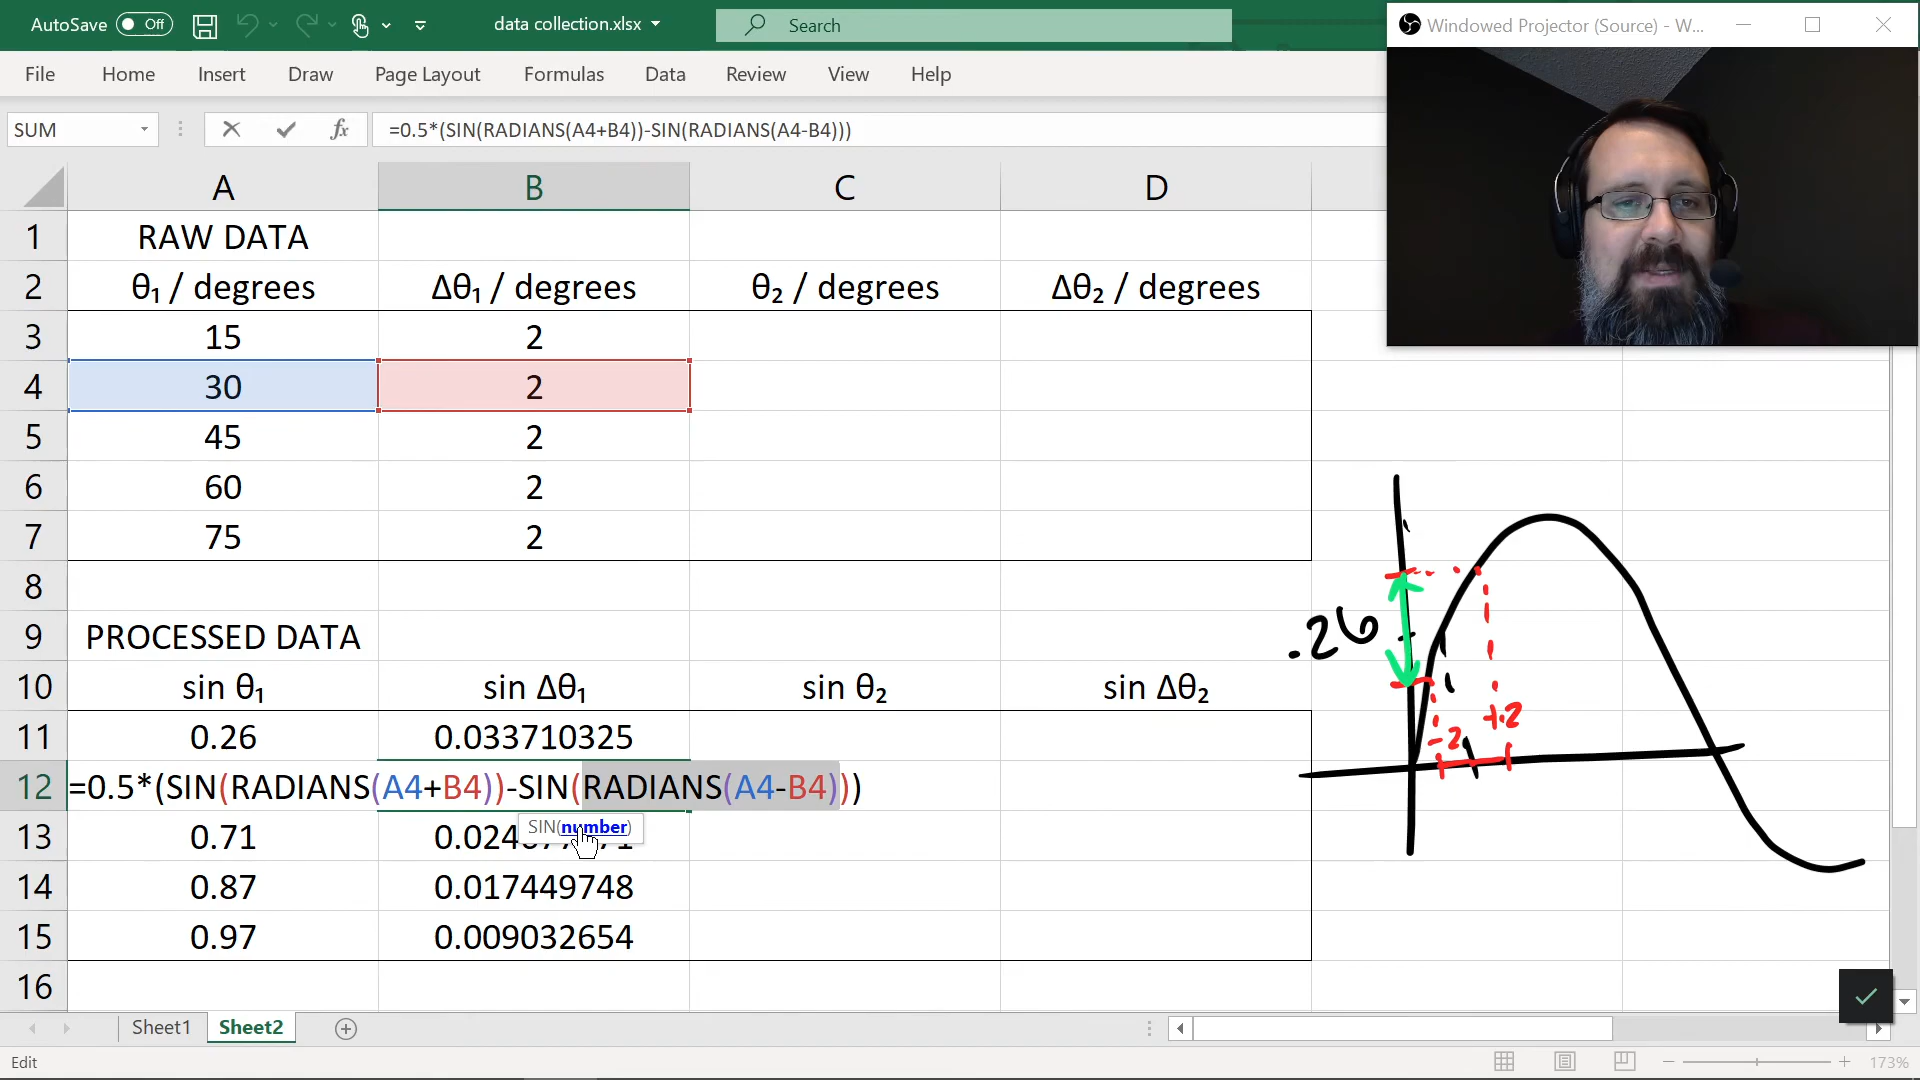 AutoSave Off data collection.xlsx Search
Windowed Projector (Source) - W...
File Home Insert Draw Page Layout Formulas Data Review View Help
SUM fx =0.5*(SIN(RADIANS(A4+B4))-SIN(RADIANS(A4-B4)))
A B C D
1 RAW DATA
2 θ₁ / degrees Δθ₁ / degrees θ₂ / degrees Δθ₂ / degrees
3 15 2
4 30 2
5 45 2
6 60 2
7 75 2
8
9 PROCESSED DATA
.26
10 sin θ₁ sin Δθ₁ sin θ₂ sin Δθ₂
+2
-2
11 0.26 0.033710325
12 =0.5*(SIN(RADIANS(A4+B4))-SIN(RADIANS(A4-B4)))
SIN(number)
13 0.71
14 0.87 0.017449748
15 0.97 0.009032654
16
Sheet1 Sheet2
Edit 173%